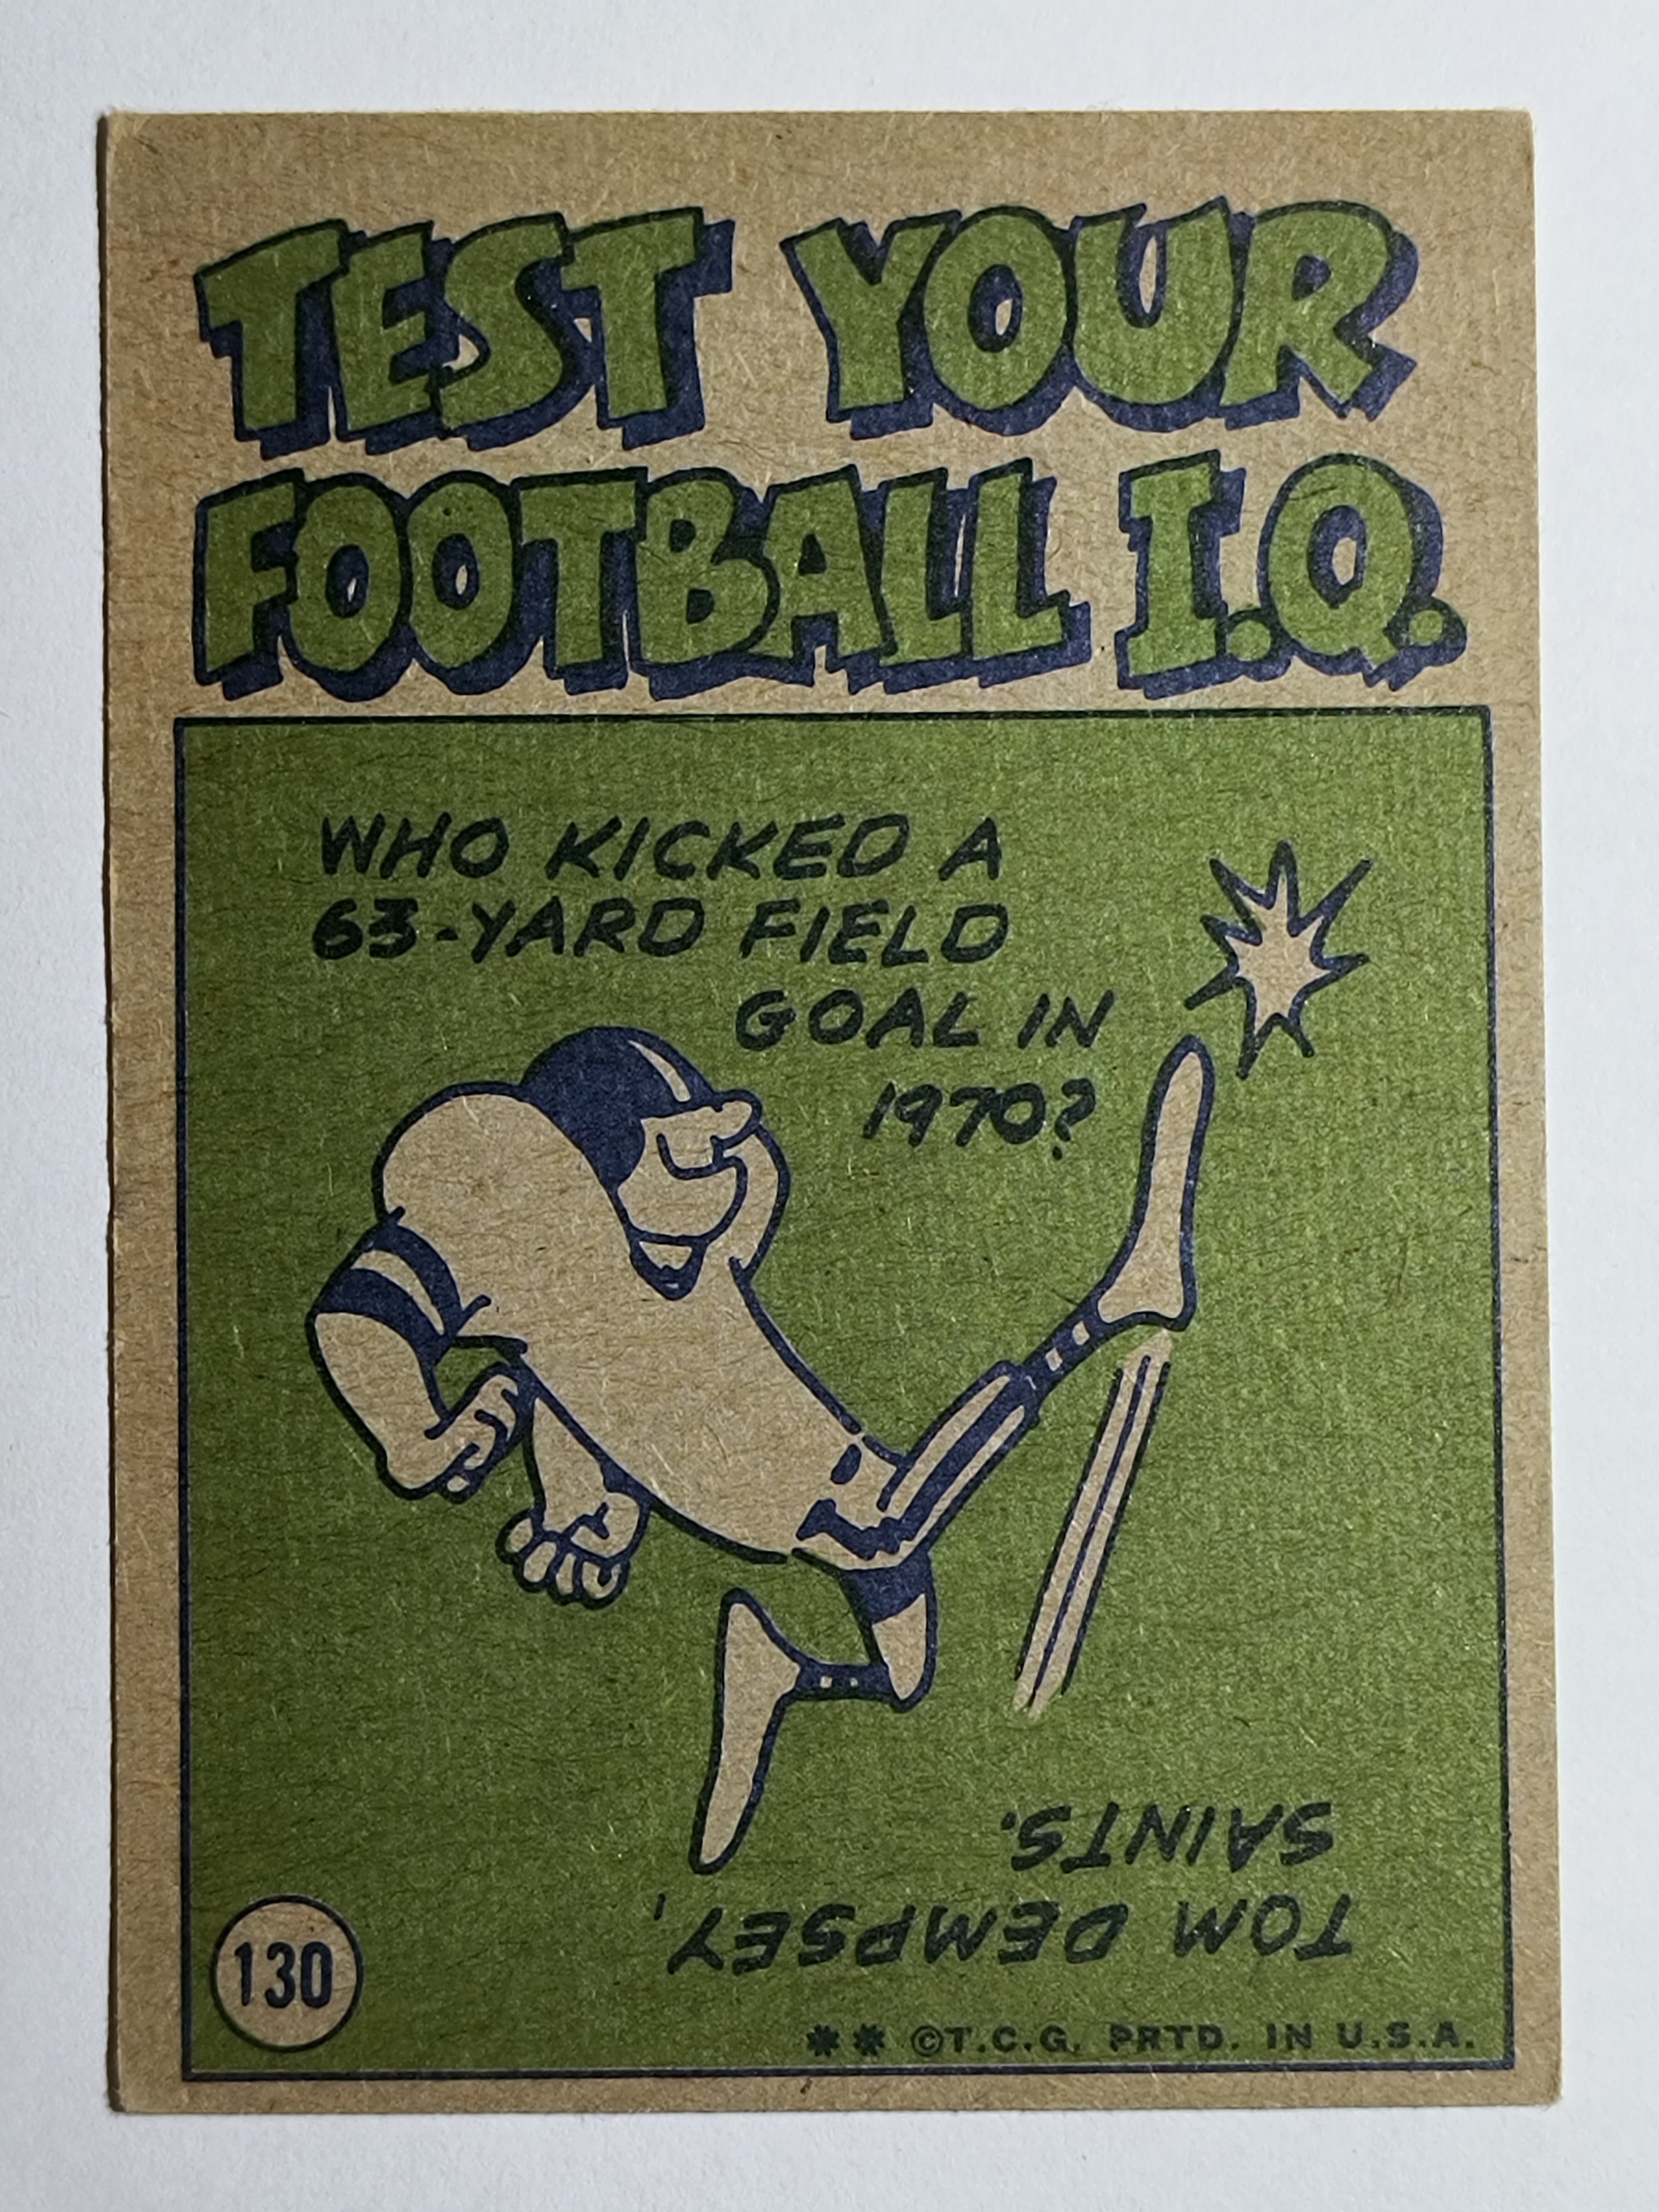 TEST YOUR
FOOTBALL I.Q.
WHO KICKED A
63-YARD FIELD
GOAL IN
1970?
TOM DEMPSEY,
SAINTS.
130
** ©T.C.G. PRTD. IN U.S.A.